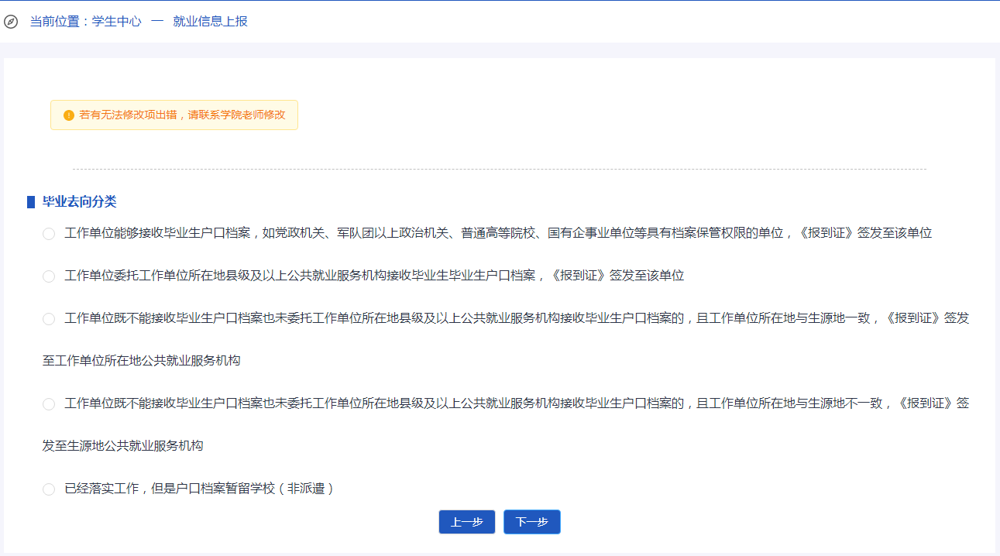 当前位置：学生中心 — 就业信息上报
若有无法修改项出错，请联系学院老师修改
毕业去向分类
工作单位能够接收毕业生户口档案，如党政机关、军队团以上政治机关、普通高等院校、国有企事业单位等具有档案保管权限的单位，《报到证》签发至该单位
工作单位委托工作单位所在地县级及以上公共就业服务机构接收毕业生毕业生户口档案，《报到证》签发至该单位
工作单位既不能接收毕业生户口档案也未委托工作单位所在地县级及以上公共就业服务机构接收毕业生户口档案的，且工作单位所在地与生源地一致，《报到证》签发
至工作单位所在地公共就业服务机构
工作单位既不能接收毕业生户口档案也未委托工作单位所在地县级及以上公共就业服务机构接收毕业生户口档案的，且工作单位所在地与生源地不一致，《报到证》签
发至生源地公共就业服务机构
已经落实工作，但是户口档案暂留学校（非派遣）
上一步 下一步